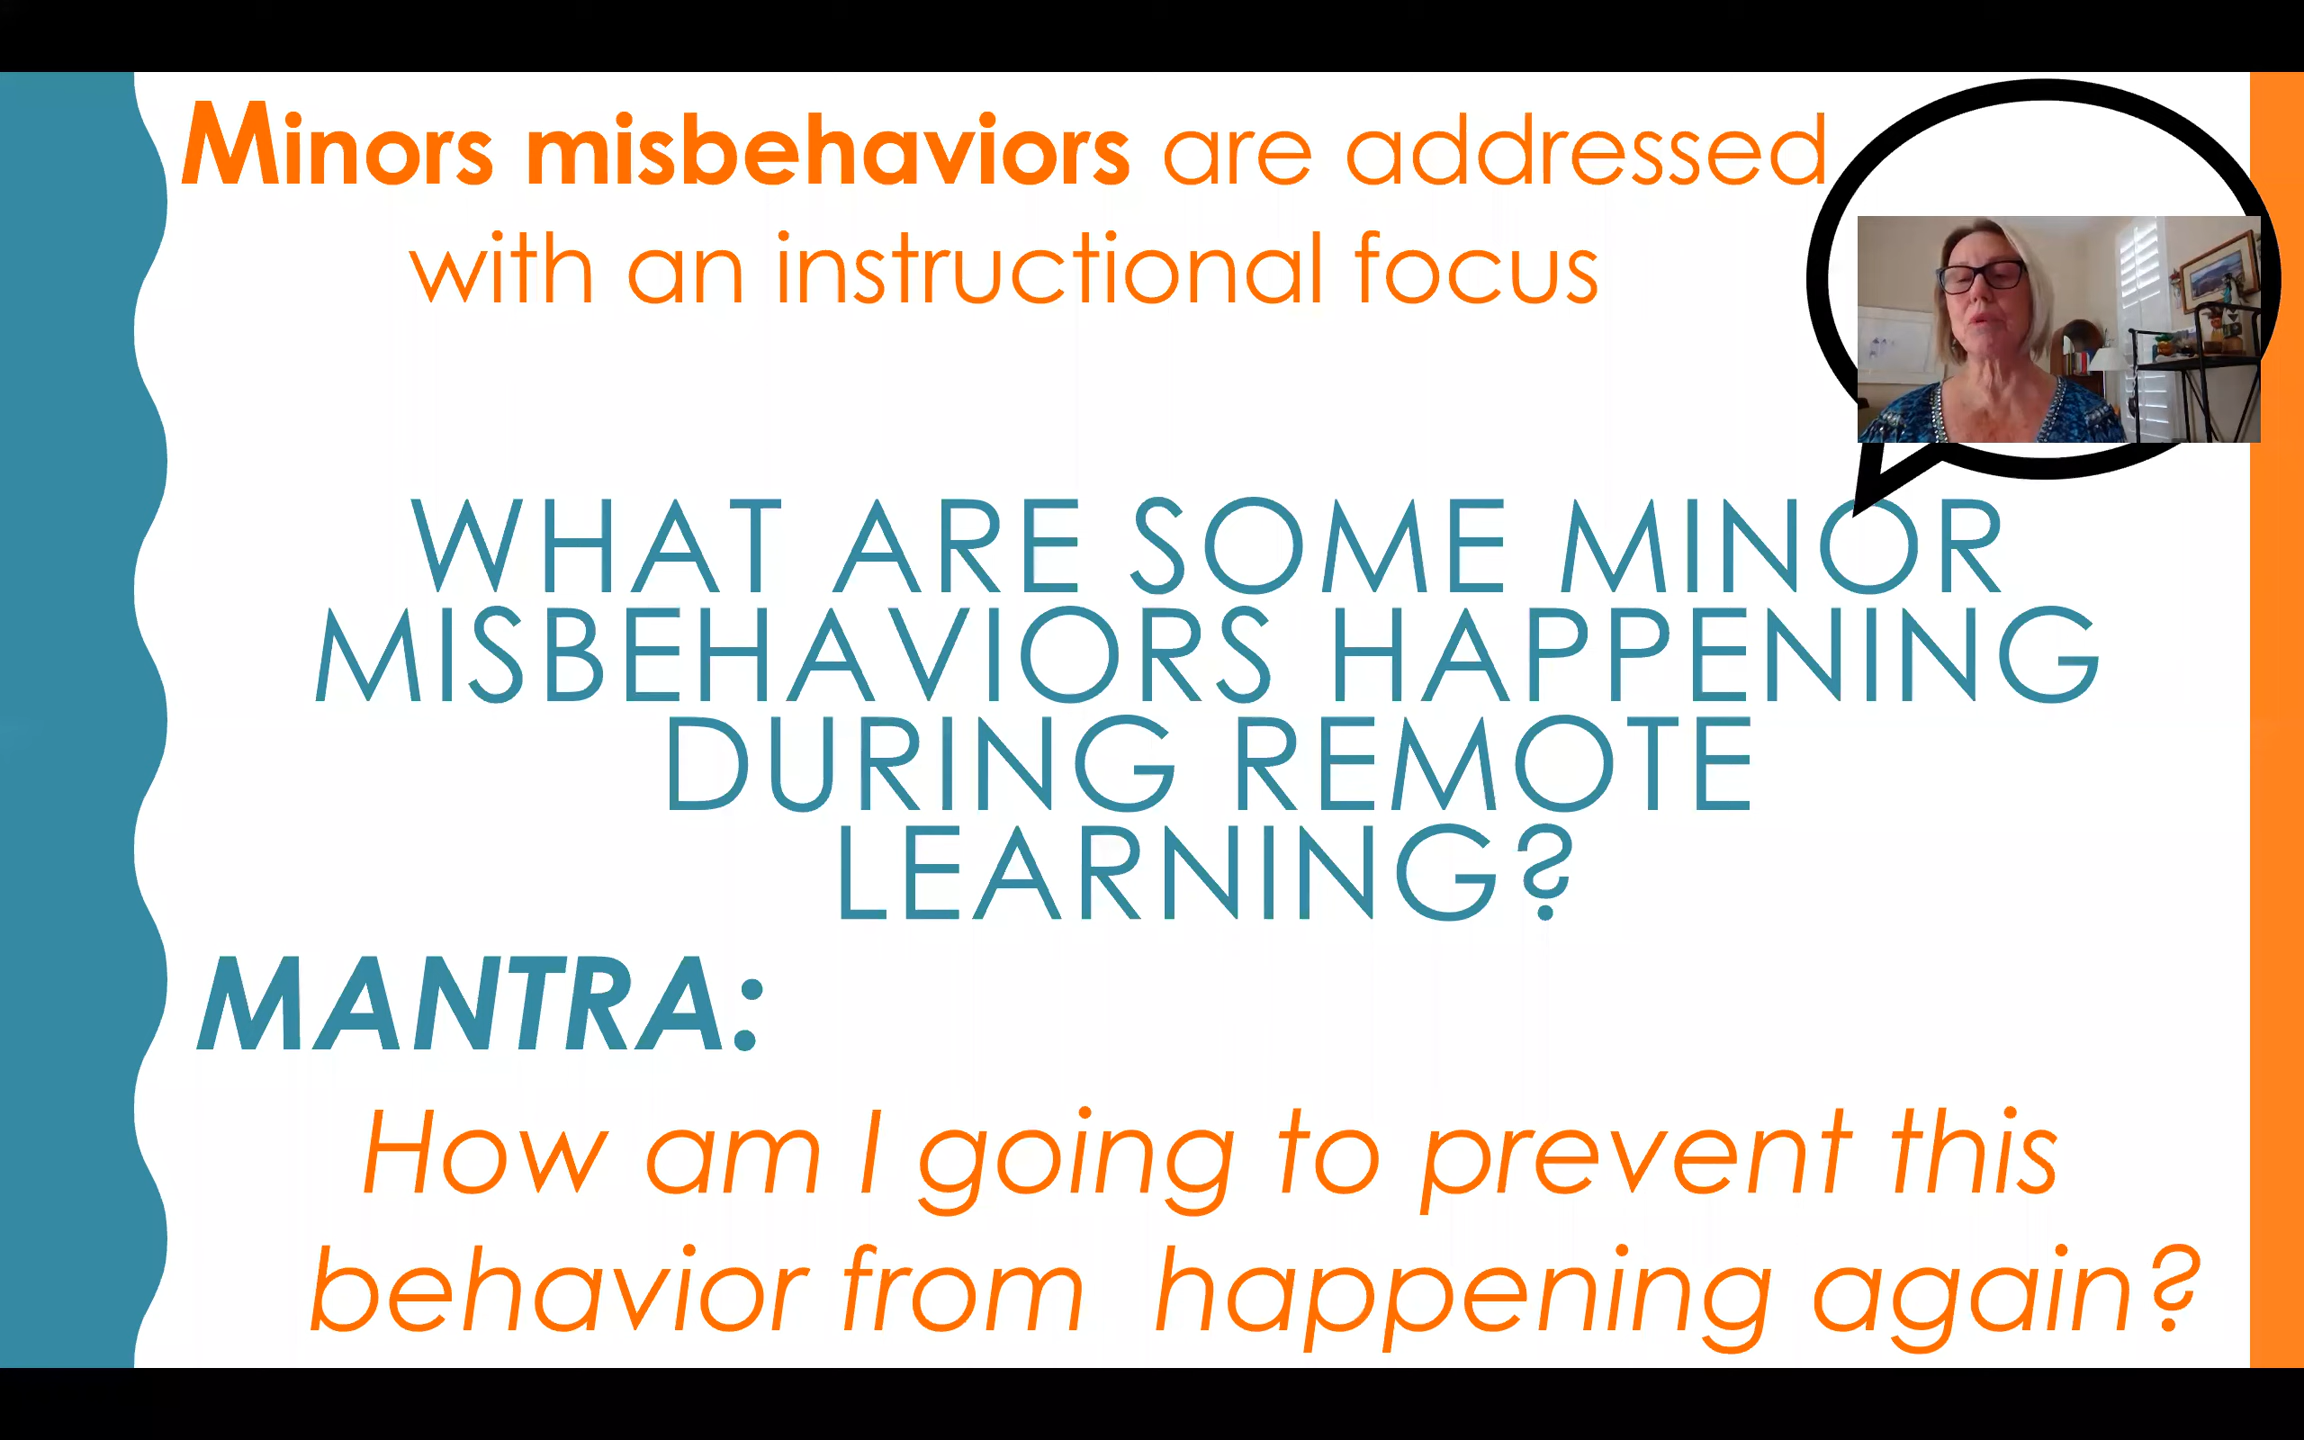 Minors misbehaviors are addressed
with an instructional focus
WHAT ARE SOME MINOR
MISBEHAVIORS HAPPENING
DURING REMOTE
LEARNING?
MANTRA:
How am I going to prevent this
behavior from  happening again?